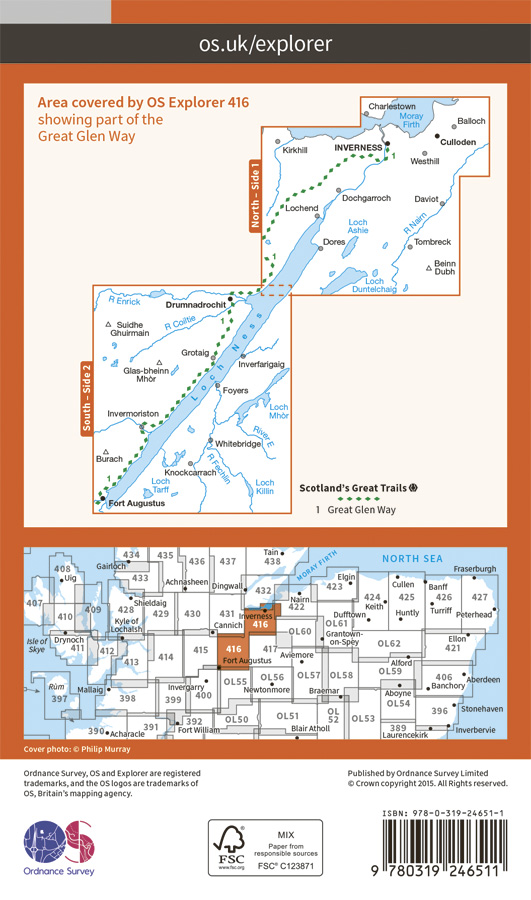 os.uk/explorer
Area covered by OS Explorer 416
showing part of the
Great Glen Way
North – Side 1
South – Side 2
Charlestown
Moray
Firth
Balloch
Kirkhill
INVERNESS
Culloden
1
Westhill
Dochgarroch
Daviot
Lochend
R Nairn
Loch
Ashie
Dores
Tombreck
1
Beinn
Dubh
Loch
Duntelchaig
R Enrick
Drumnadrochit
Suidhe
Ghuirmain
R Coiltie
1
Loch Ness
Grotaig
Glas-bheinn
Mhòr
Inverfarigaig
Foyers
Loch
Mhòr
Invermoriston
River E
Whitebridge
Burach
R Fechlin
Knockcarrach
1
Loch
Tarff
Loch
Killin
Fort Augustus
Scotland's Great Trails
1 Great Glen Way
NORTH SEA
MORAY FIRTH
434
435
436
437
Tain
438
408
Uig
Gairloch
433
Achnasheen
Dingwall
432
Nairn
423
Elgin
Cullen
Banff
Fraserburgh
407
409
410
428
Shieldaig
429
430
431
Inverness
422
424
Keith
425
Huntly
426
Turriff
427
Peterhead
Isle of
Skye
Drynoch
411
412
Kyle of
Lochalsh
Cannich
416
OL60
OL61
Dufftown
Grantown-
on-Spey
OL62
Ellon
421
413
414
415
416
417
Fort Augustus
Aviemore
Alford
OL59
Rùm
397
Mallaig
398
399
Invergarry
400
OL55
OL56
Newtonmore
OL57
OL58
Braemar
Aboyne
OL54
406
Banchory
Aberdeen
390
Acharacle
391
392
Fort William
OL50
OL51
Blair Atholl
OL
52
OL53
389
Laurencekirk
396
Stonehaven
Inverbervie
Cover photo: © Philip Murray
Ordnance Survey, OS and Explorer are registered
trademarks, and the OS logos are trademarks of
OS, Britain's mapping agency.
Published by Ordnance Survey Limited
© Crown copyright 2015. All Rights reserved.
OS
Ordnance Survey
FSC
www.fsc.org
MIX
Paper from
responsible sources
FSC® C123871
ISBN: 978-0-319-24651-1
9 780319 246511